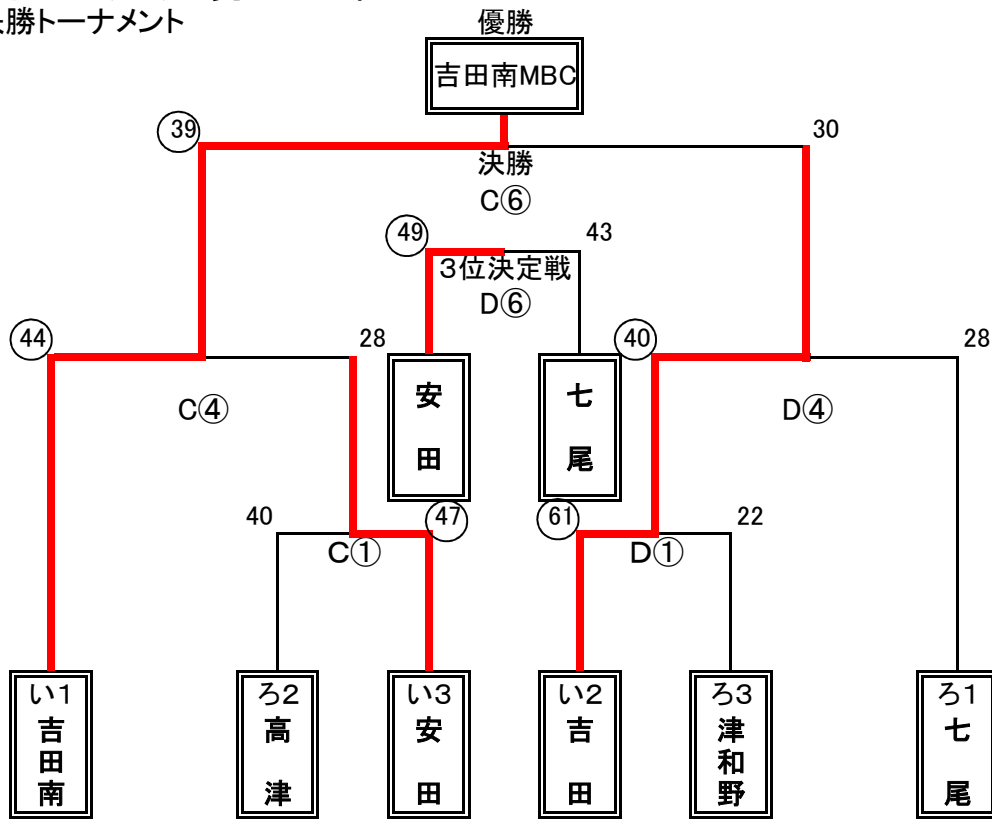 勝トーナメント
優勝
吉田南MBC
39
30
決勝
C⑥
49
43
3位決定戦
D⑥
44
28
40
28
C④
安田
七尾
D④
40
47
61
22
C①
D①
い1
吉田南
ろ2
高津
い3
安田
い2
吉田
ろ3
津和野
ろ1
七尾